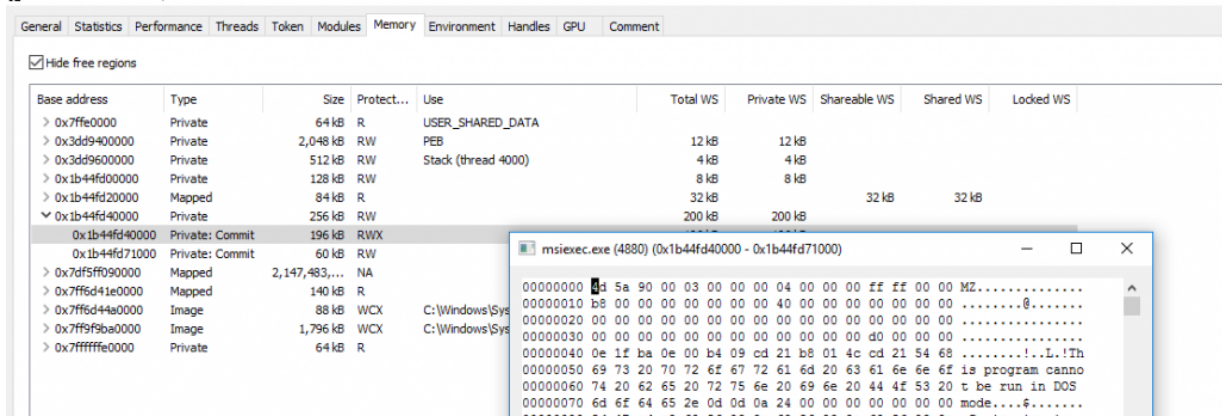 General Statistics Performance Threads Token Modules Memory Environment Handles GPU Comment
Hide free regions
Base address Type Size Protect... Use Total WS Private WS Shareable WS Shared WS Locked WS
0x7ffe0000 Private 64 kB R USER_SHARED_DATA
0x3dd9400000 Private 2,048 kB RW PEB 12 kB 12 kB
0x3dd9600000 Private 512 kB RW Stack (thread 4000) 4 kB 4 kB
0x1b44fd00000 Private 128 kB RW 8 kB 8 kB
0x1b44fd20000 Mapped 84 kB R 32 kB 32 kB 32 kB
0x1b44fd40000 Private 256 kB RW 200 kB 200 kB
0x1b44fd40000 Private: Commit 196 kB RWX
0x1b44fd71000 Private: Commit 60 kB RW
0x7df5ff090000 Mapped 2,147,483,... NA
0x7ff6d41e0000 Mapped 140 kB R
0x7ff6d44a0000 Image 88 kB WCX C:\Windows\Sys
0x7ff9f9ba0000 Image 1,796 kB WCX C:\Windows\Sys
0x7ffffffe0000 Private 64 kB R
msiexec.exe (4880) (0x1b44fd40000 - 0x1b44fd71000)
00000000 4d 5a 90 00 03 00 00 00 04 00 00 00 ff ff 00 00 MZ..............
00000010 b8 00 00 00 00 00 00 00 40 00 00 00 00 00 00 00 ........@.......
00000020 00 00 00 00 00 00 00 00 00 00 00 00 00 00 00 00 ................
00000030 00 00 00 00 00 00 00 00 00 00 00 00 d0 00 00 00 ................
00000040 0e 1f ba 0e 00 b4 09 cd 21 b8 01 4c cd 21 54 68 ........!..L.!Th
00000050 69 73 20 70 72 6f 67 72 61 6d 20 63 61 6e 6e 6f is program canno
00000060 74 20 62 65 20 72 75 6e 20 69 6e 20 44 4f 53 20 t be run in DOS
00000070 6d 6f 64 65 2e 0d 0d 0a 24 00 00 00 00 00 00 00 mode....$.......